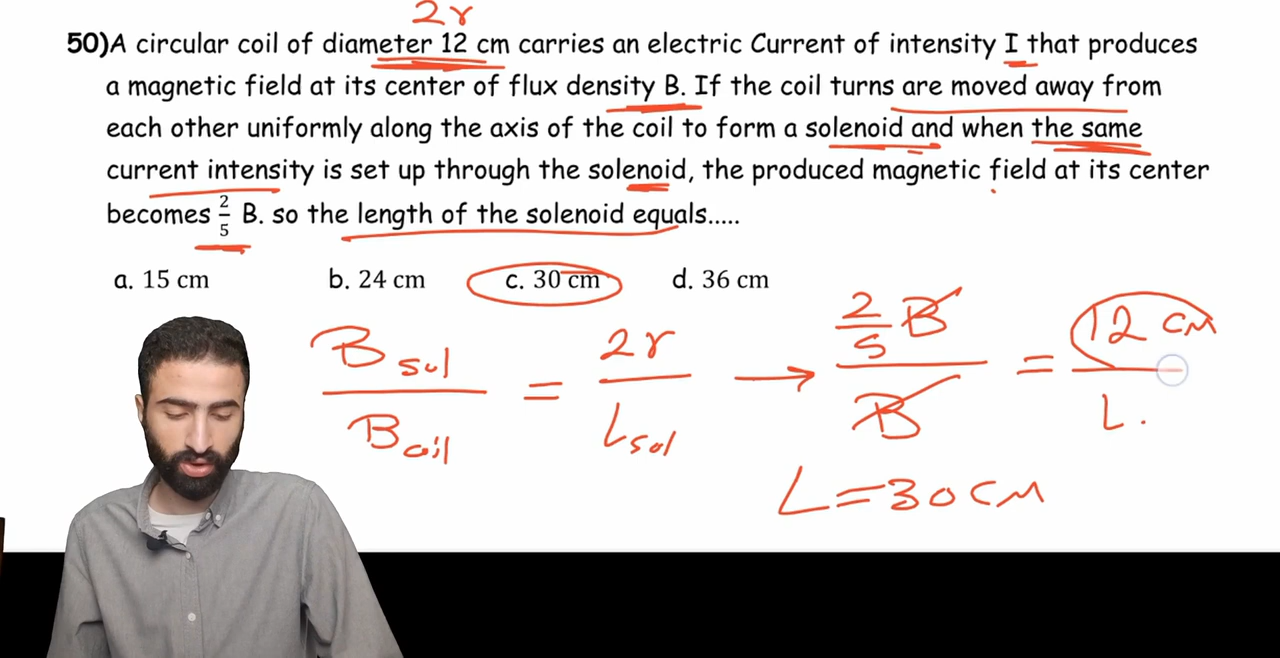 2r
50)A circular coil of diameter 12 cm carries an electric Current of intensity I that produces
a magnetic field at its center of flux density B. If the coil turns are moved away from
each other uniformly along the axis of the coil to form a solenoid and when the same
current intensity is set up through the solenoid, the produced magnetic field at its center
becomes 2/5 B. so the length of the solenoid equals.....
a. 15 cm b. 24 cm c. 30 cm d. 36 cm
B sol / B coil = 2r / L sol → 2/5 B / B = 12 cm / L.
L = 30 cm